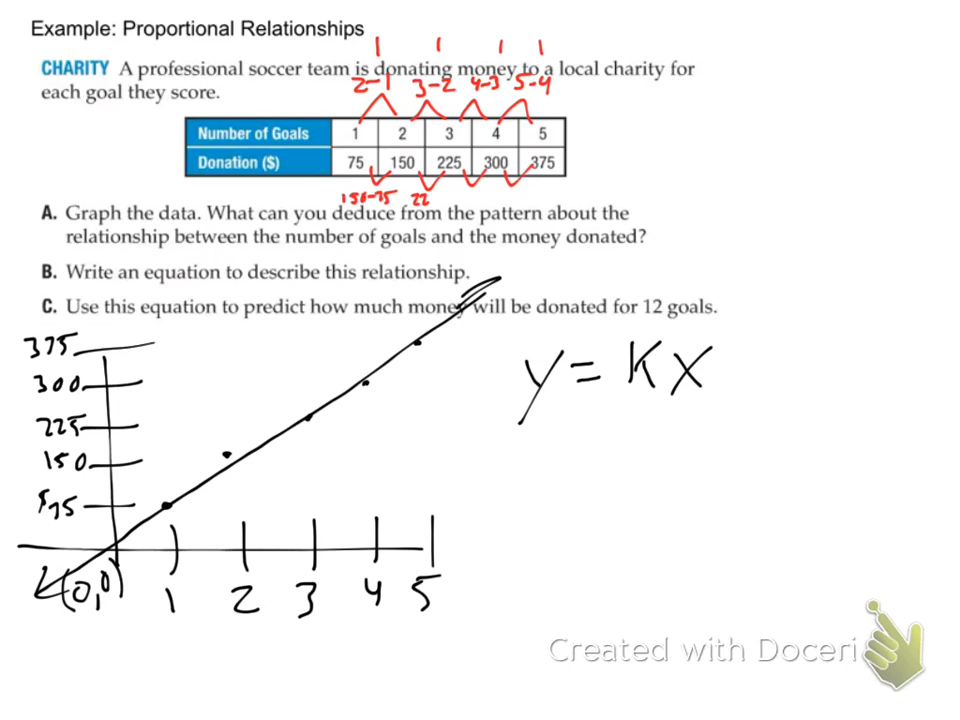 Example: Proportional Relationships
1 1 1 1
CHARITY A professional soccer team is donating money to a local charity for
2-1 3-2 4-3 5-4
each goal they score.
Number of Goals 1 2 3 4 5
Donation ($) 75 150 225 300 375
150-75 22
A. Graph the data. What can you deduce from the pattern about the
relationship between the number of goals and the money donated?
B. Write an equation to describe this relationship.
C. Use this equation to predict how much money will be donated for 12 goals.
375
300
225
150
$75
y = Kx
(0,0) 1 2 3 4 5
Created with Doceri